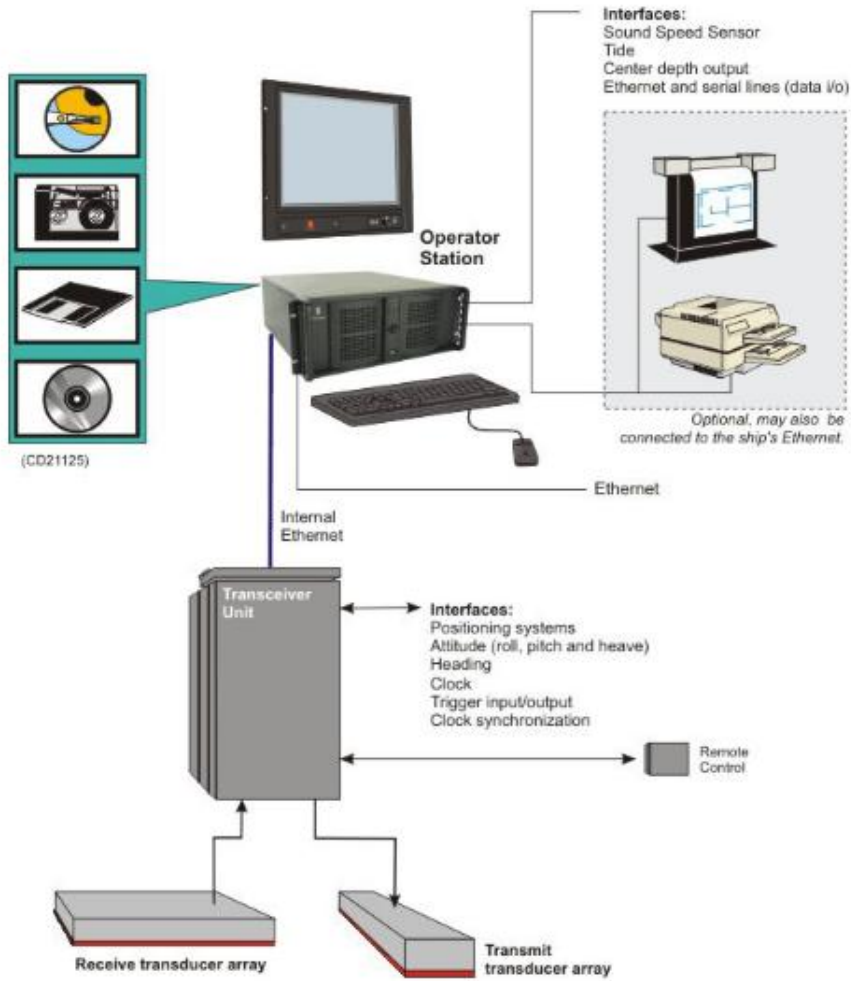 Interfaces:
Sound Speed Sensor
Tide
Center depth output
Ethernet and serial lines (data i/o)
Operator
Station
Optional, may also be
connected to the ship's Ethernet.
(CD21125)
Ethernet
Internal
Ethernet
Transceiver
Unit
Interfaces:
Positioning systems
Attitude (roll, pitch and heave)
Heading
Clock
Trigger input/output
Clock synchronization
Remote
Control
Receive transducer array
Transmit
transducer array